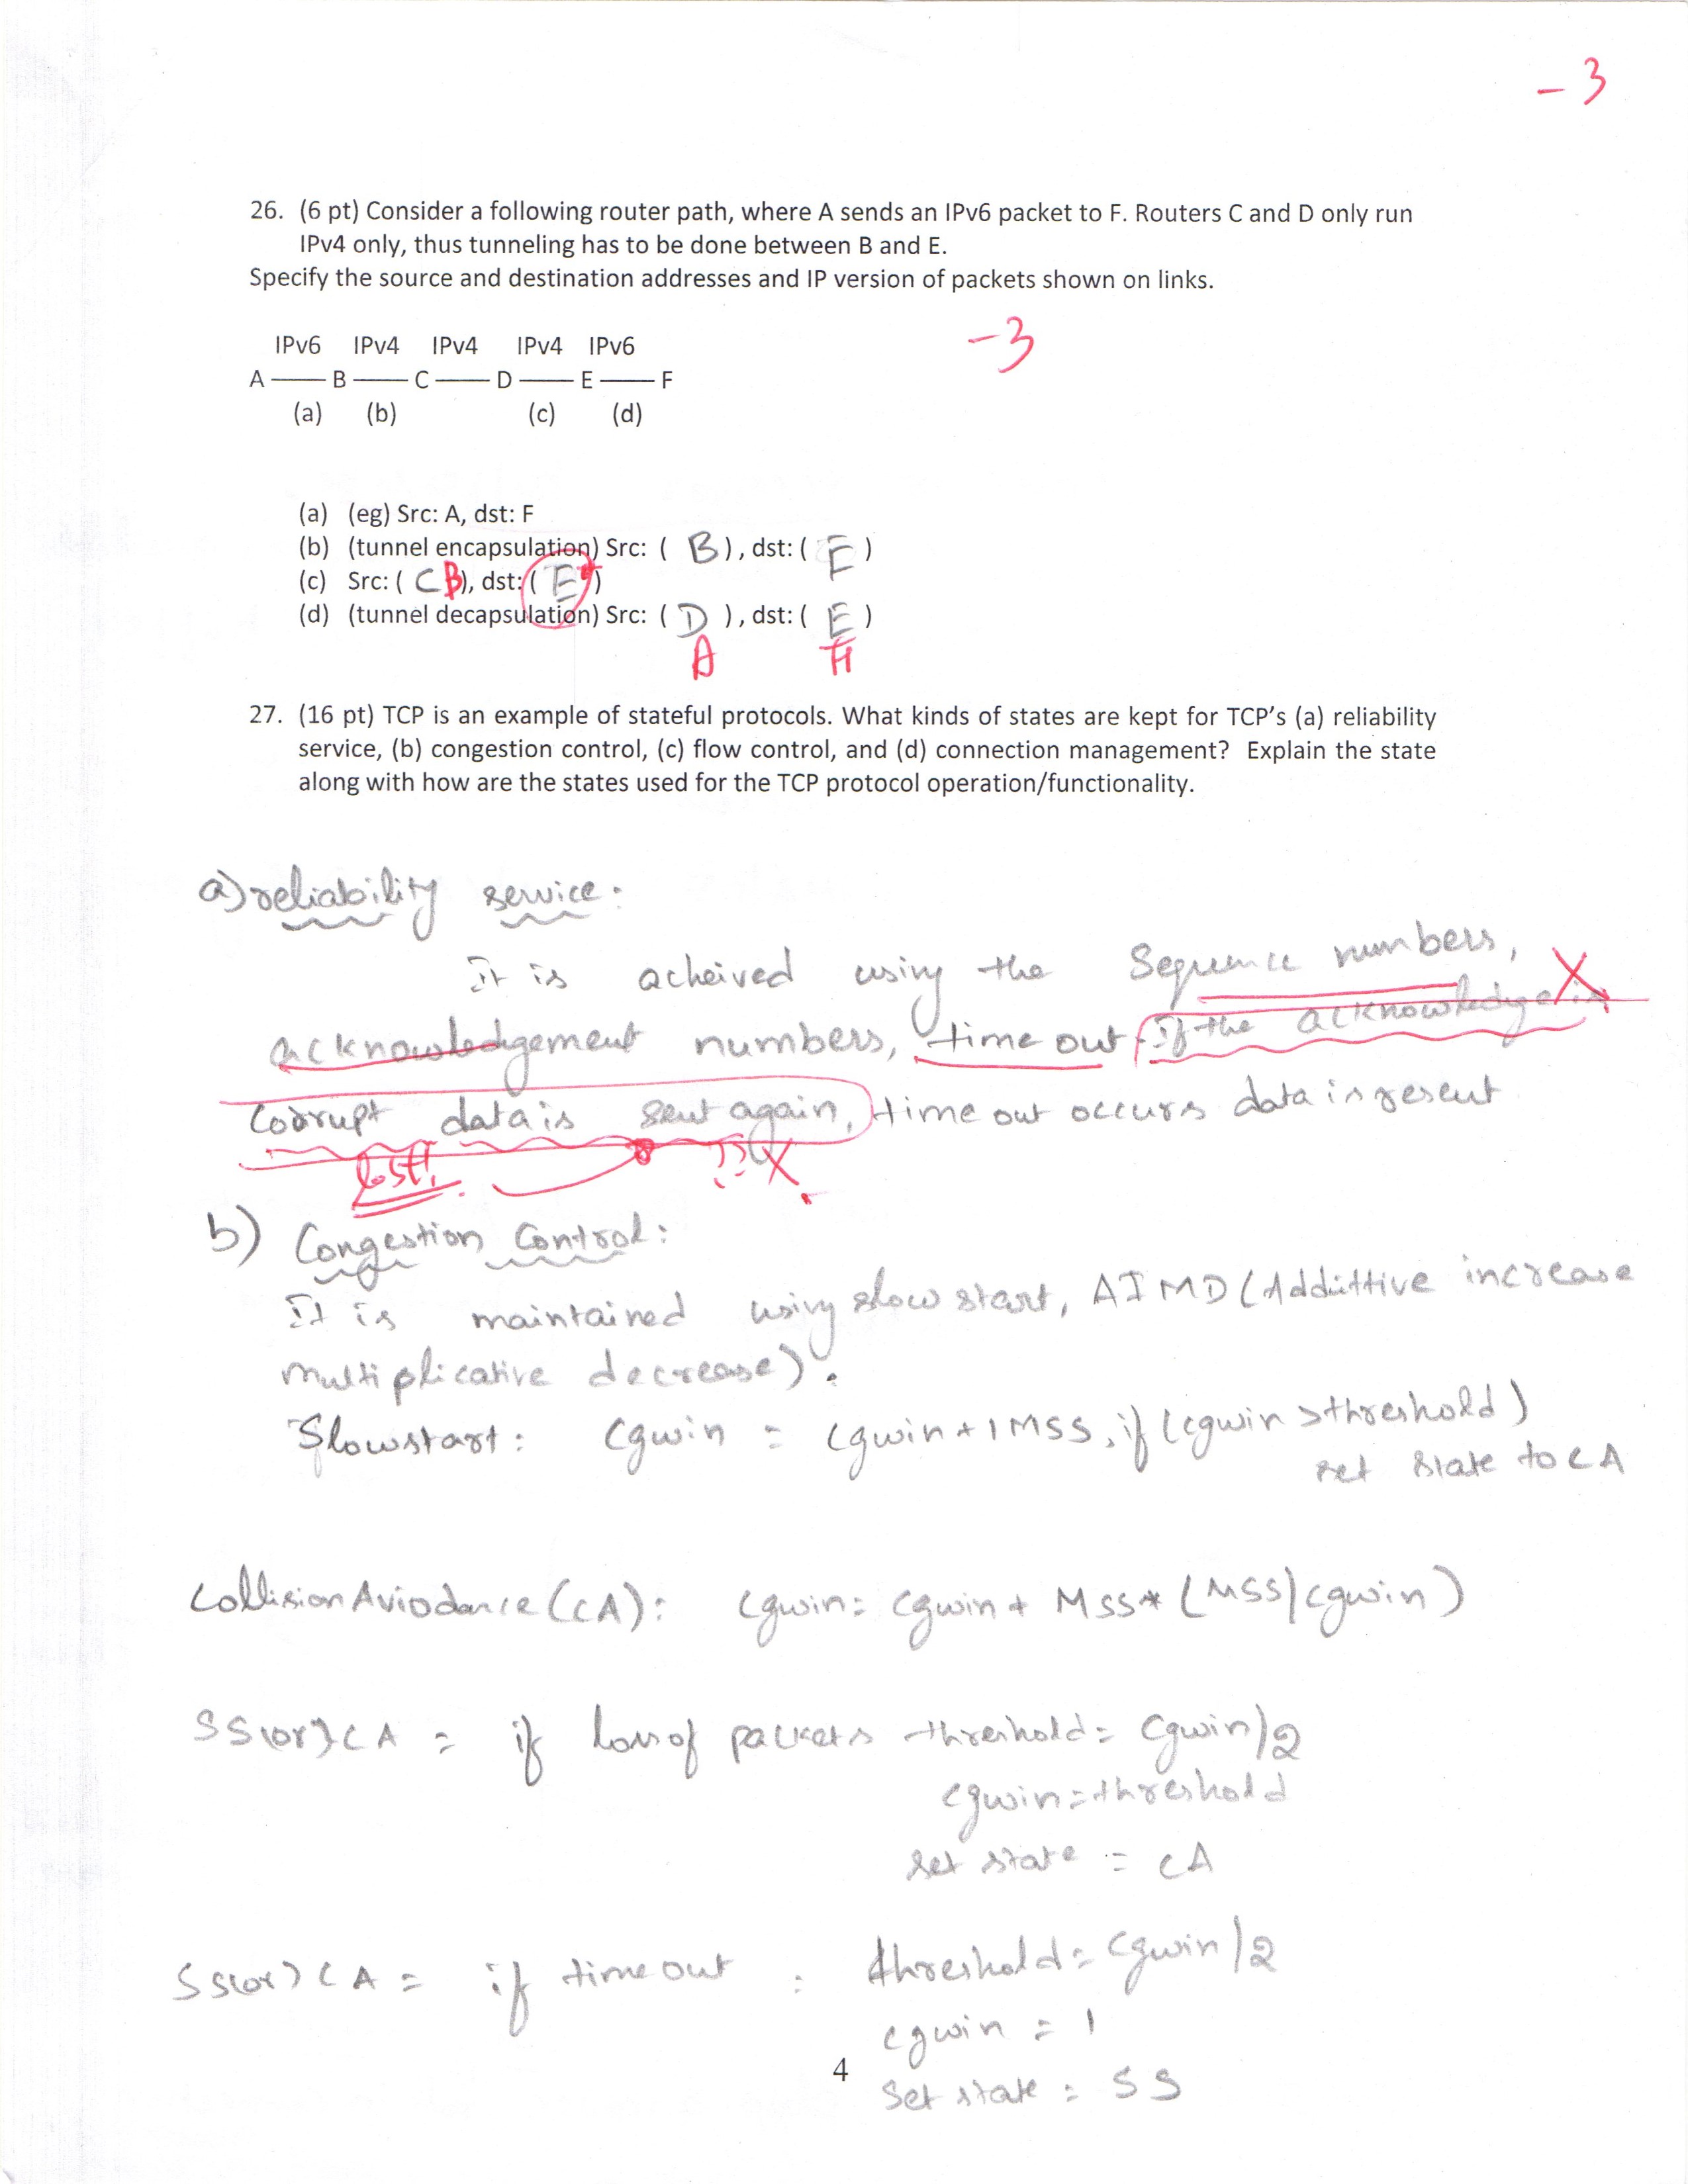 - 3
26. (6 pt) Consider a following router path, where A sends an IPv6 packet to F. Routers C and D only run
IPv4 only, thus tunneling has to be done between B and E.
Specify the source and destination addresses and IP version of packets shown on links.
- 3
IPv6 IPv4 IPv4 IPv4 IPv6
A —— B —— C —— D —— E —— F
(a) (b) (c) (d)
(a) (eg) Src: A, dst: F
(b) (tunnel encapsulation) Src: ( B ), dst: ( E )
(c) Src: ( C B ), dst: ( E )
(d) (tunnel decapsulation) Src: ( D ), dst: ( E )
A
27. (16 pt) TCP is an example of stateful protocols. What kinds of states are kept for TCP's (a) reliability
service, (b) congestion control, (c) flow control, and (d) connection management? Explain the state
along with how are the states used for the TCP protocol operation/functionality.
a) reliability service:
It is acheived using the Sequence numbers, X
acknowledgement numbers, time out if the acknowledge is
corrupt data is sent again, time out occurs data is resent
lost! ?? X
b) Congestion Control:
It is maintained using slow start, AIMD (Addittive increase
multiplicative decrease).
Slowstart: cgwin = cgwin + 1 MSS, if (cgwin > threshold)
set state to CA
Collision Aviodance (CA): cgwin = cgwin + MSS * (MSS/cgwin)
SS (or) CA = if loss of packets threshold = cgwin/2
cgwin = threshold
set state = CA
SS (or) CA = if time out : threshold = cgwin/2
cgwin = 1
4
Set state = SS